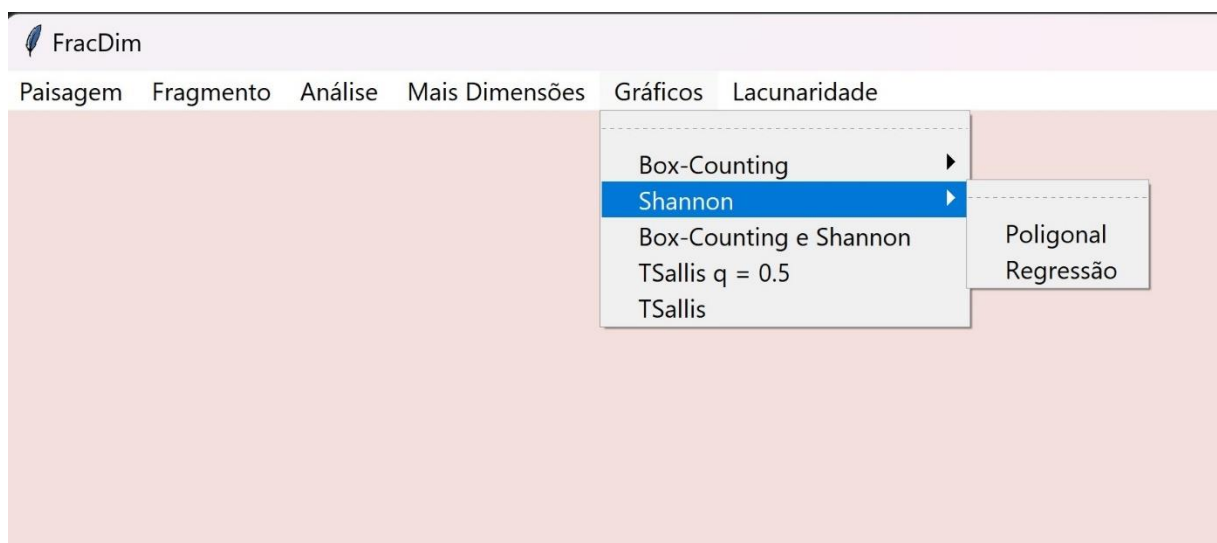 FracDim
Paisagem Fragmento Análise Mais Dimensões Gráficos Lacunaridade
Box-Counting
Shannon
Box-Counting e Shannon
TSallis q = 0.5
TSallis
Poligonal
Regressão